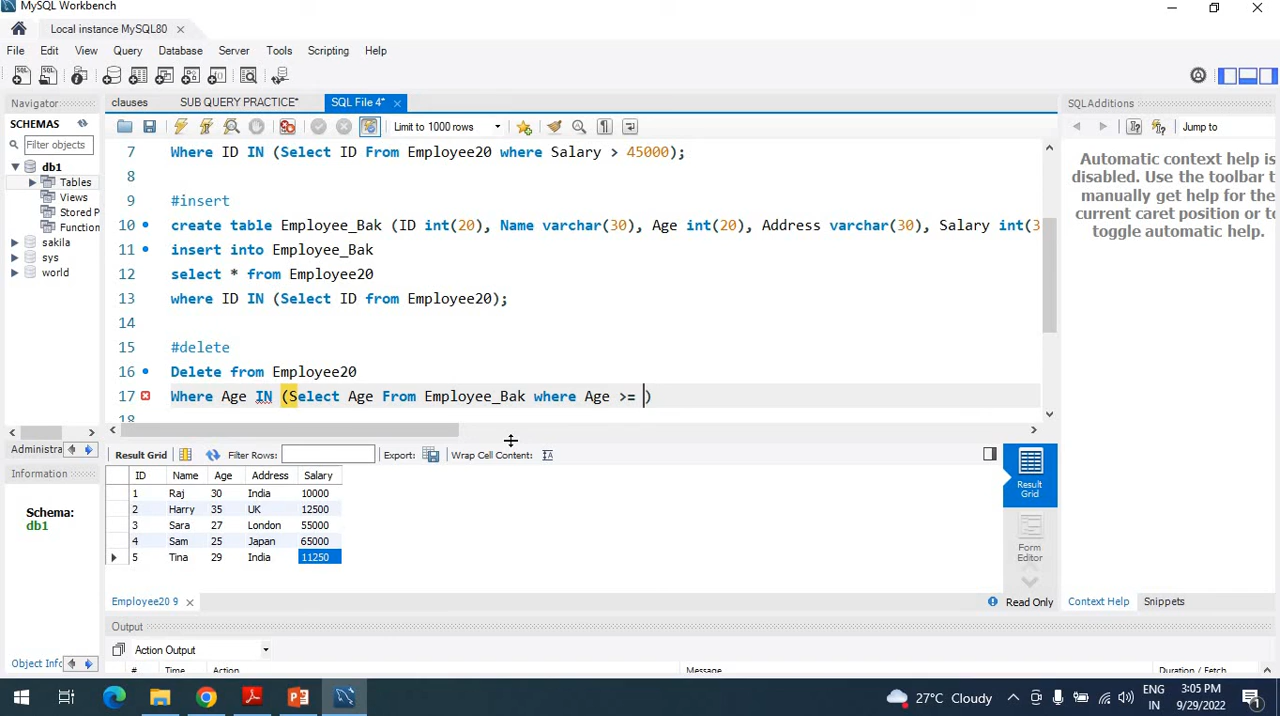 MySQL Workbench
Local instance MySQL80
File Edit View Query Database Server Tools Scripting Help
Navigator
SCHEMAS
Filter objects
db1
Tables
Views
Stored P
Function
sakila
sys
world
Administra
Information
Schema:
db1
Object Info
clauses SUB QUERY PRACTICE* SQL File 4*
Limit to 1000 rows
7 Where ID IN (Select ID From Employee20 where Salary > 45000);
8
9 #insert
10 create table Employee_Bak (ID int(20), Name varchar(30), Age int(20), Address varchar(30), Salary int(3
11 insert into Employee_Bak
12 select * from Employee20
13 where ID IN (Select ID from Employee20);
14
15 #delete
16 Delete from Employee20
17 Where Age IN (Select Age From Employee_Bak where Age >= )
18
Result Grid Filter Rows: Export: Wrap Cell Content:
ID Name Age Address Salary
1 Raj 30 India 10000
2 Harry 35 UK 12500
3 Sara 27 London 55000
4 Sam 25 Japan 65000
5 Tina 29 India 11250
Result
Grid
Form
Editor
Employee20 9
Read Only
Output
Action Output
# Time Action Message Duration / Fetch
SQL Additions
Jump to
Automatic context help is
disabled. Use the toolbar t
manually get help for the
current caret position or to
toggle automatic help.
Context Help Snippets
27°C Cloudy
ENG
IN
3:05 PM
9/29/2022
1